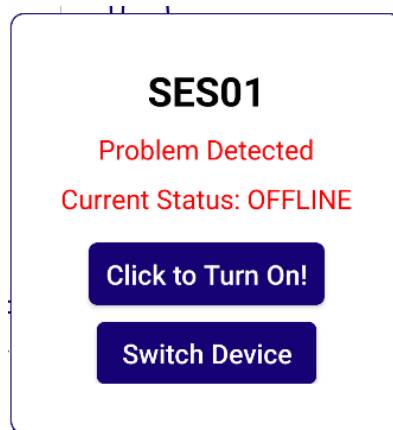 SES01
Problem Detected
Current Status: OFFLINE
Click to Turn On!
Switch Device